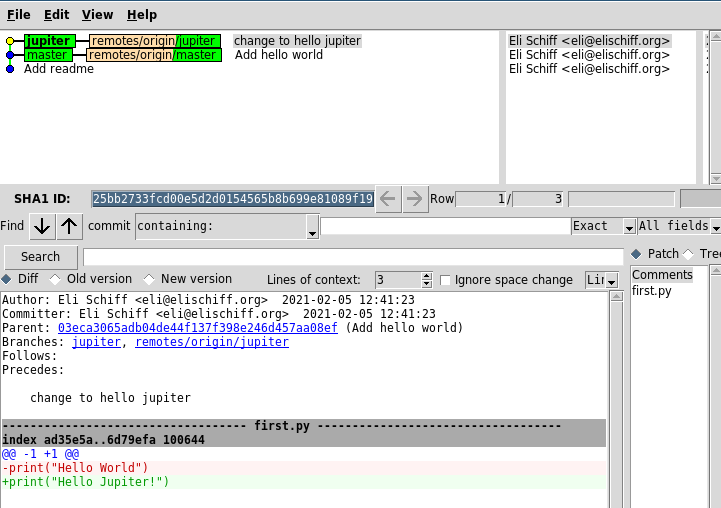 File Edit View Help
jupiter remotes/origin/jupiter change to hello jupiter Eli Schiff <eli@elischiff.org>
master remotes/origin/master Add hello world Eli Schiff <eli@elischiff.org>
Add readme Eli Schiff <eli@elischiff.org>
SHA1 ID: 25bb2733fcd00e5d2d0154565b8b699e81089f19 Row 1/ 3
Find commit containing: Exact All fields
Search Patch Tree
Diff Old version New version Lines of context: 3 Ignore space change
Comments
first.py
Author: Eli Schiff <eli@elischiff.org> 2021-02-05 12:41:23
Committer: Eli Schiff <eli@elischiff.org> 2021-02-05 12:41:23
Parent: 03eca3065adb04de44f137f398e246d457aa08ef (Add hello world)
Branches: jupiter, remotes/origin/jupiter
Follows:
Precedes:
change to hello jupiter
---------------------------------- first.py ----------------------------------
index ad35e5a..6d79efa 100644
@@ -1 +1 @@
-print("Hello World")
+print("Hello Jupiter!")